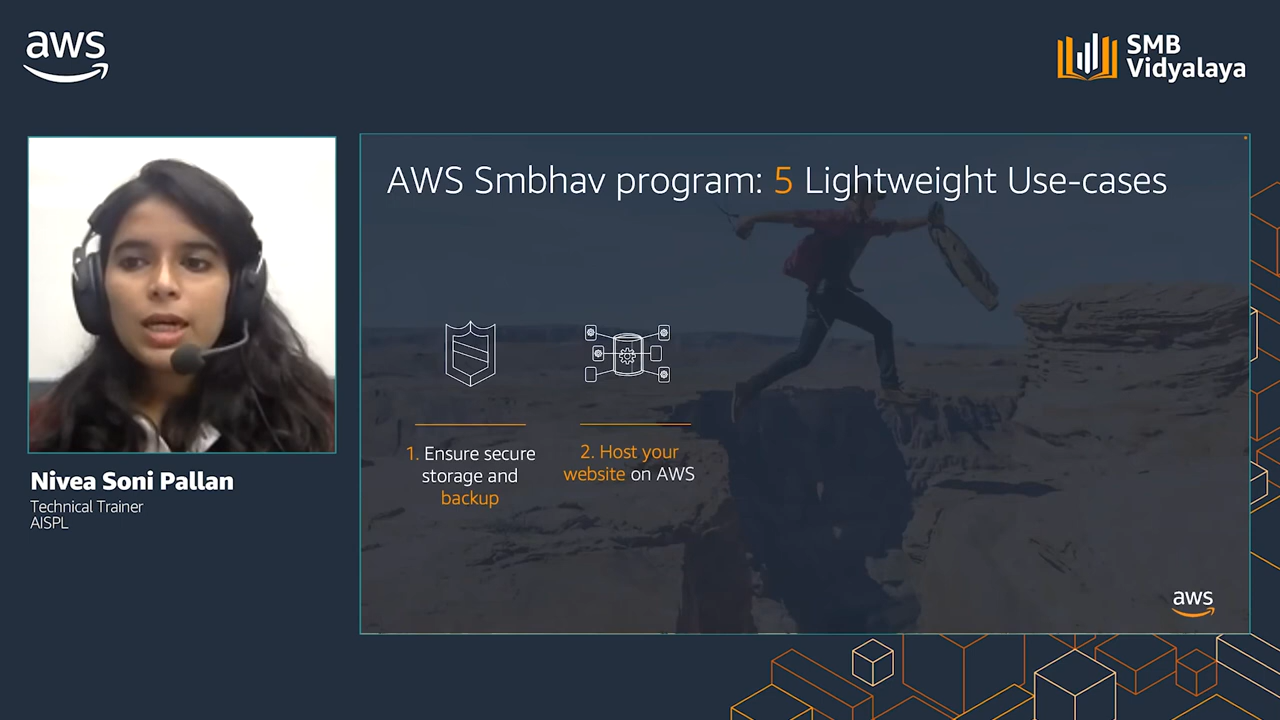 aws
SMB
Vidyalaya
AWS Smbhav program: 5 Lightweight Use-cases
1. Ensure secure
storage and
backup
2. Host your
website on AWS
Nivea Soni Pallan
Technical Trainer
AISPL
aws